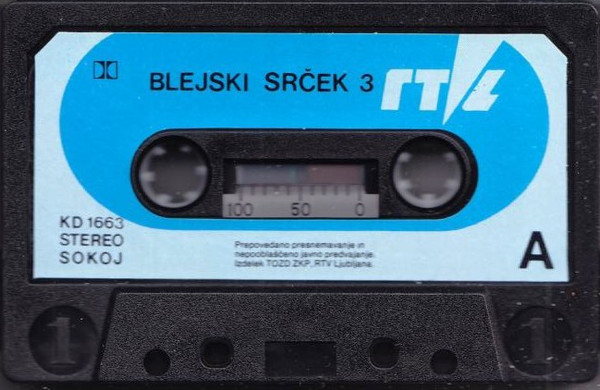 BLEJSKI SRČEK 3
RTVL
100 50 0
KD 1663
STEREO
SOKOJ
Prepovedano presnemavanje in
nepooblaščeno javno predvajanje.
Izdelek TOZD ZKP, RTV Ljubljana.
A
1 1